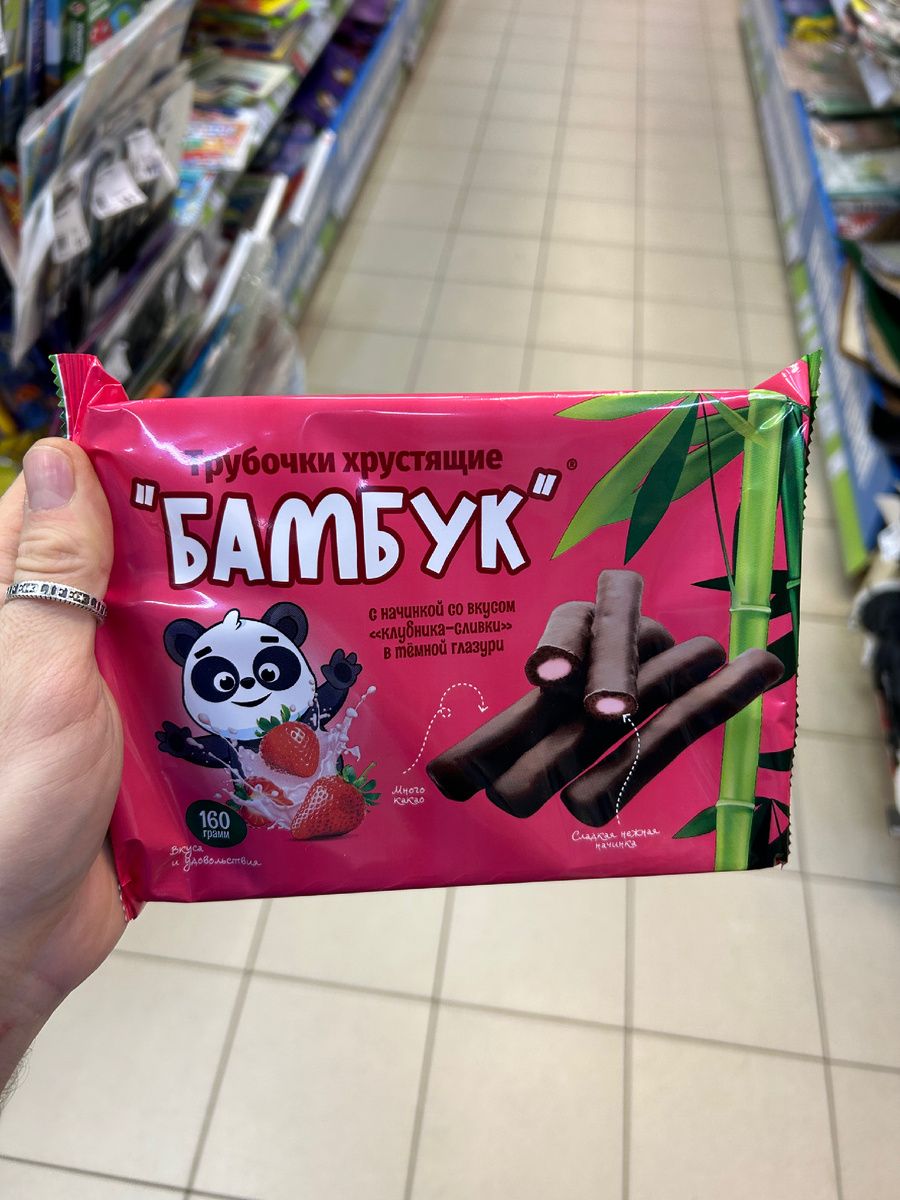 Трубочки хрустящие
"БАМБУК"®
с начинкой со вкусом
«клубника-сливки»
в тёмной глазури
Много
какао
160
грамм
Вкуса
и удовольствия
Сладкая нежная
начинка